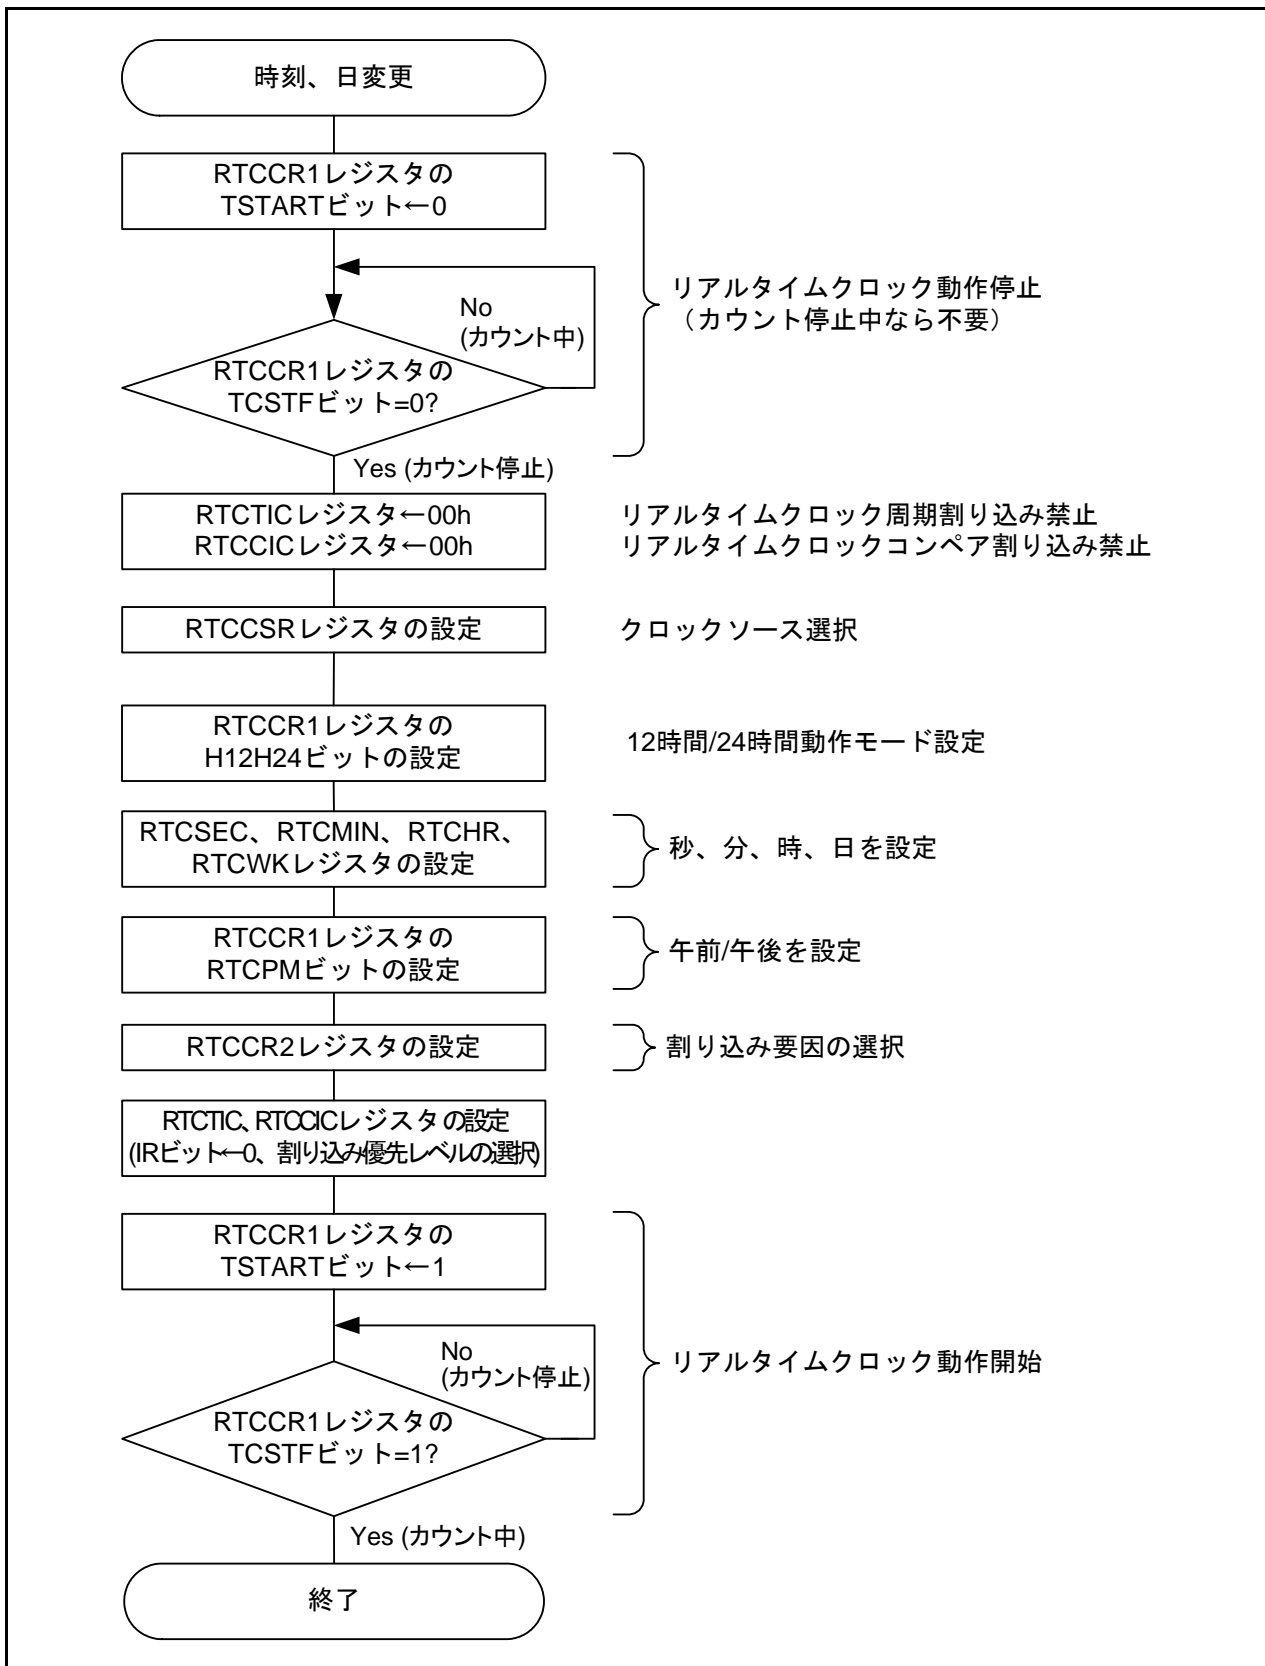 時刻、日変更
RTCCR1レジスタの
TSTARTビット←0
No
(カウント中)
リアルタイムクロック動作停止
（カウント停止中なら不要）
RTCCR1レジスタの
TCSTFビット=0?
Yes (カウント停止)
RTCTICレジスタ←00h
RTCCICレジスタ←00h
リアルタイムクロック周期割り込み禁止
リアルタイムクロックコンペア割り込み禁止
RTCCSRレジスタの設定
クロックソース選択
RTCCR1レジスタの
H12H24ビットの設定
12時間/24時間動作モード設定
RTCSEC、RTCMIN、RTCHR、
RTCWKレジスタの設定
秒、分、時、日を設定
RTCCR1レジスタの
RTCPMビットの設定
午前/午後を設定
RTCCR2レジスタの設定
割り込み要因の選択
RTCTIC、RTCCICレジスタの設定
(IRビット←0、割り込み優先レベルの選択)
RTCCR1レジスタの
TSTARTビット←1
No
(カウント停止)
リアルタイムクロック動作開始
RTCCR1レジスタの
TCSTFビット=1?
Yes (カウント中)
終了